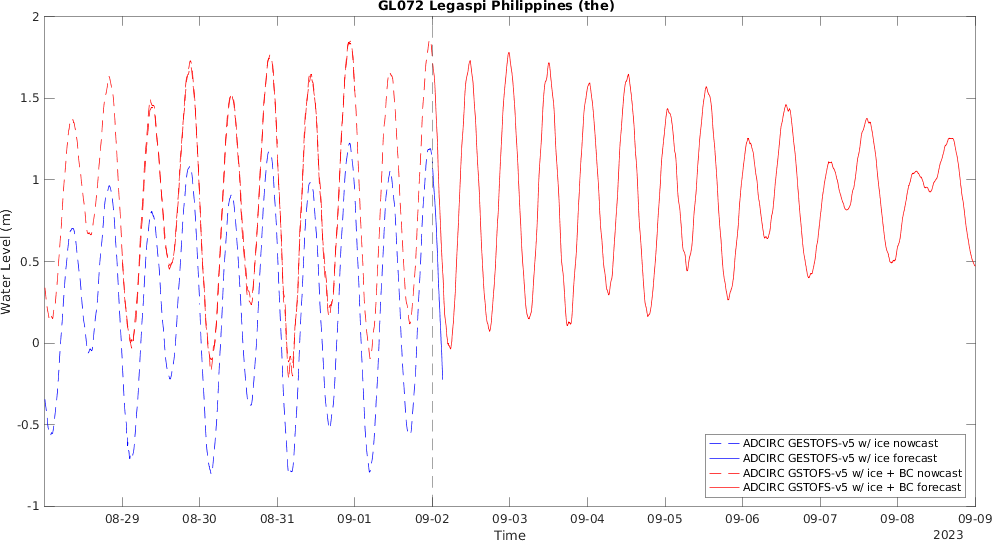 GL072 Legaspi Philippines (the)
Water Level (m)
2
1.5
1
0.5
0
-0.5
-1
ADCIRC GESTOFS-v5 w/ ice nowcast
ADCIRC GESTOFS-v5 w/ ice forecast
ADCIRC GSTOFS-v5 w/ ice + BC nowcast
ADCIRC GSTOFS-v5 w/ ice + BC forecast
08-29 08-30 08-31 09-01 09-02 09-03 09-04 09-05 09-06 09-07 09-08 09-09
Time
2023